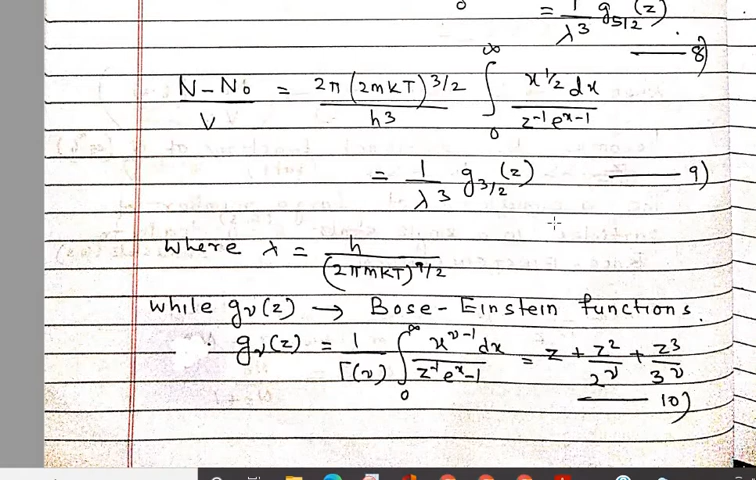 = 1/λ³ g₅/₂(z)
—— 8)
N-N₀/V = 2π(2mkT)^3/2 / h³ ∫₀^∞ x^1/2 dx / z⁻¹eˣ-1
= 1/λ³ g₃/₂(z) —— 9)
where λ = h/(2πmkT)^1/2
while gν(z) → Bose-Einstein functions.
gν(z) = 1/Γ(ν) ∫₀^∞ x^ν-1 dx / z⁻¹eˣ-1 = z + z²/2^ν + z³/3^ν
—— 10)